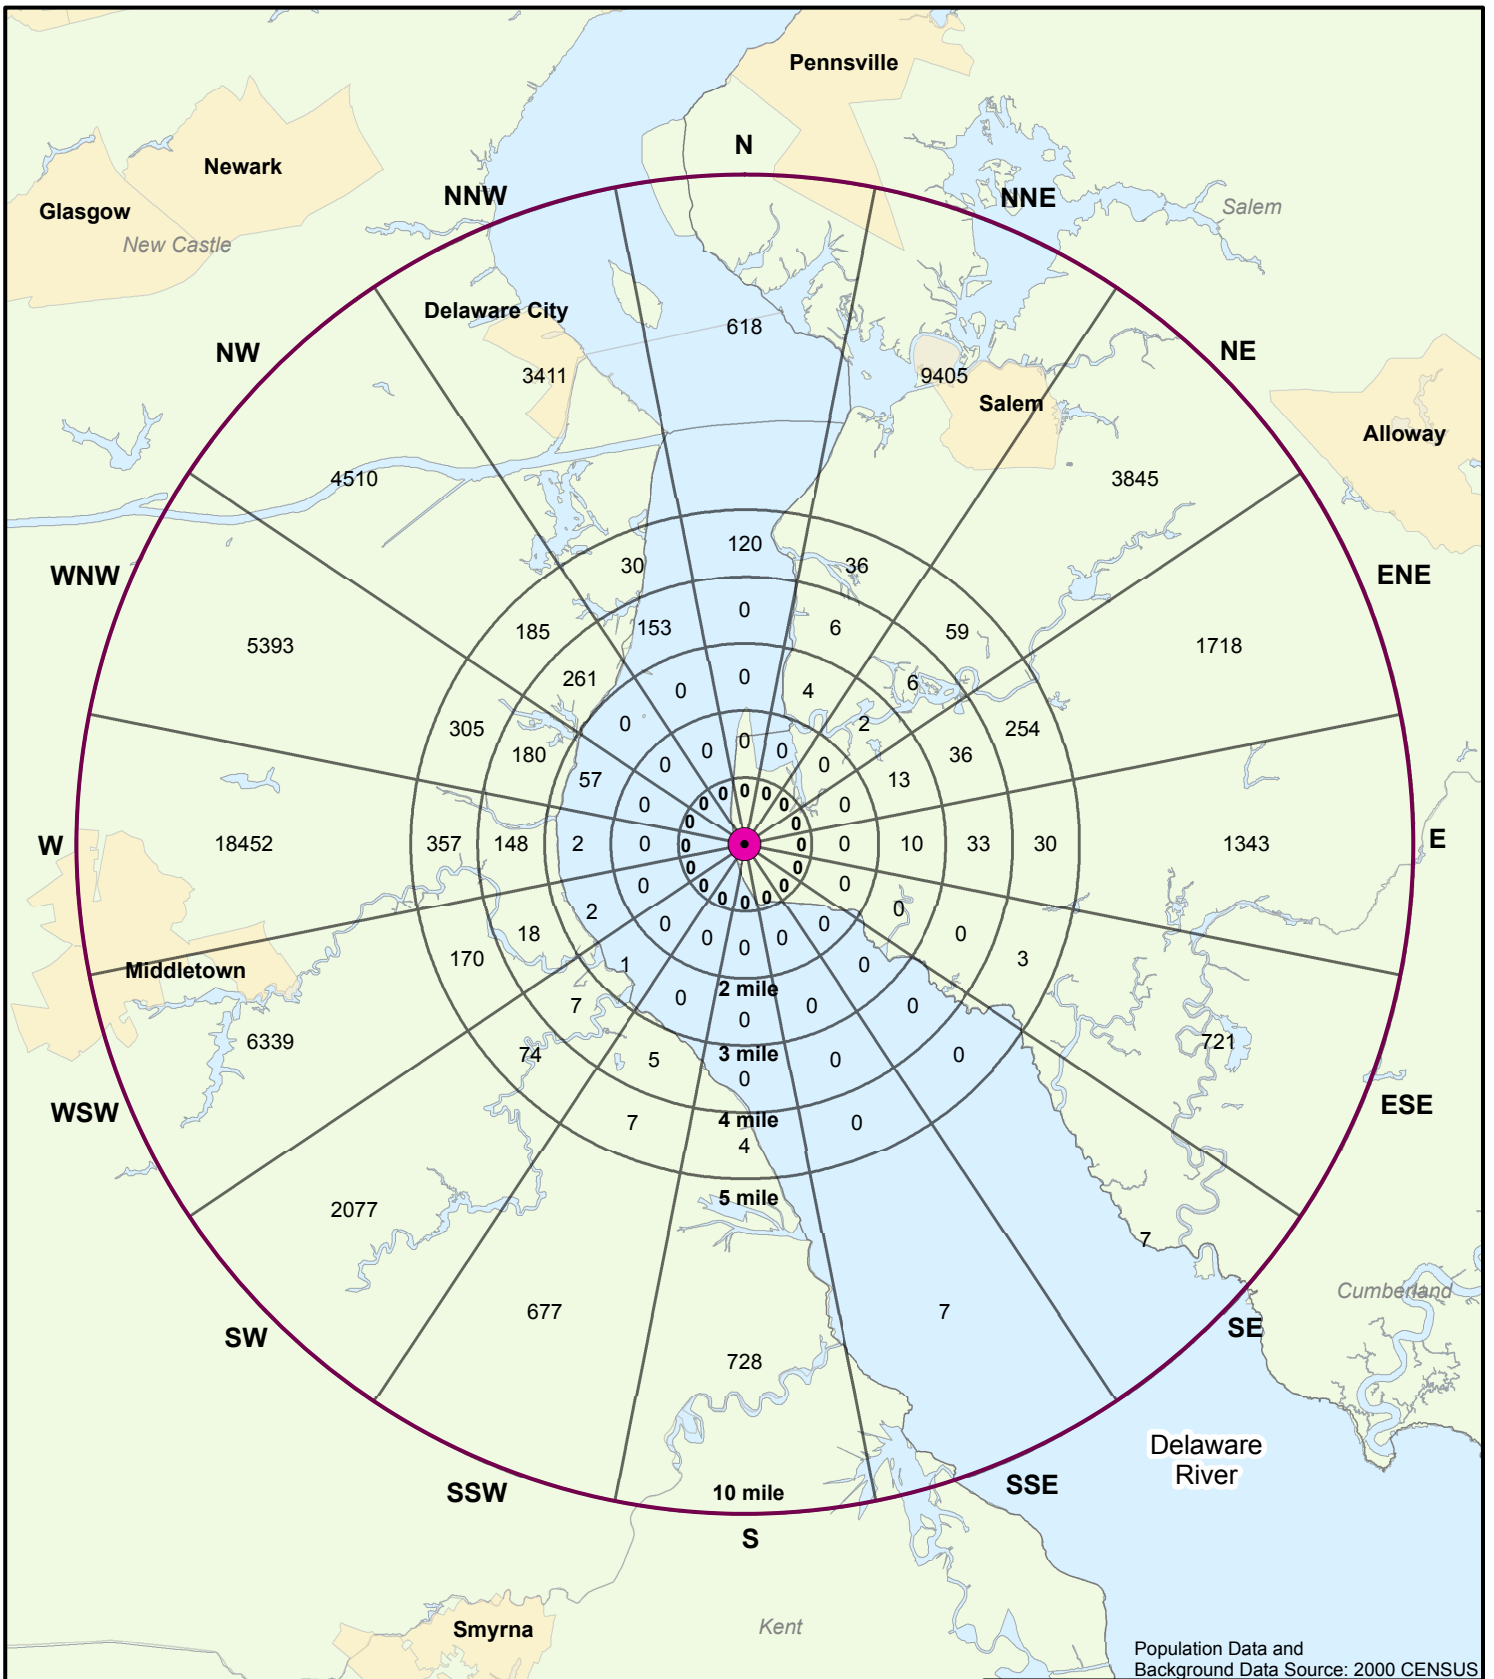 Pennsville
N
Newark
NNW
NNE
Glasgow
Salem
New Castle
Delaware City
618
NW
NE
3411
9405
Salem
Alloway
4510
3845
120
30
36
WNW
ENE
0
185
153
6
59
5393
1718
261
0
0
4
6
305
0
2
254
180
0
0
0
0
0
36
57
0
13
0
0
0
0
0
0
0
0
0
0
W
18452
357
148
2
0
0
0
0
10
33
30
1343
E
0
0
0
0
0
0
0
0
0
0
2
0
18
0
0
0
0
0
0
170
1
0
3
Middletown
2 mile
7
0
0
0
0
6339
721
74
5
3 mile
0
0
0
WSW
ESE
7
4 mile
0
4
5 mile
2077
7
Cumberland
677
7
SW
SE
728
Delaware
River
SSW
10 mile
SSE
S
Smyrna
Kent
Population Data and
Background Data Source: 2000 CENSUS